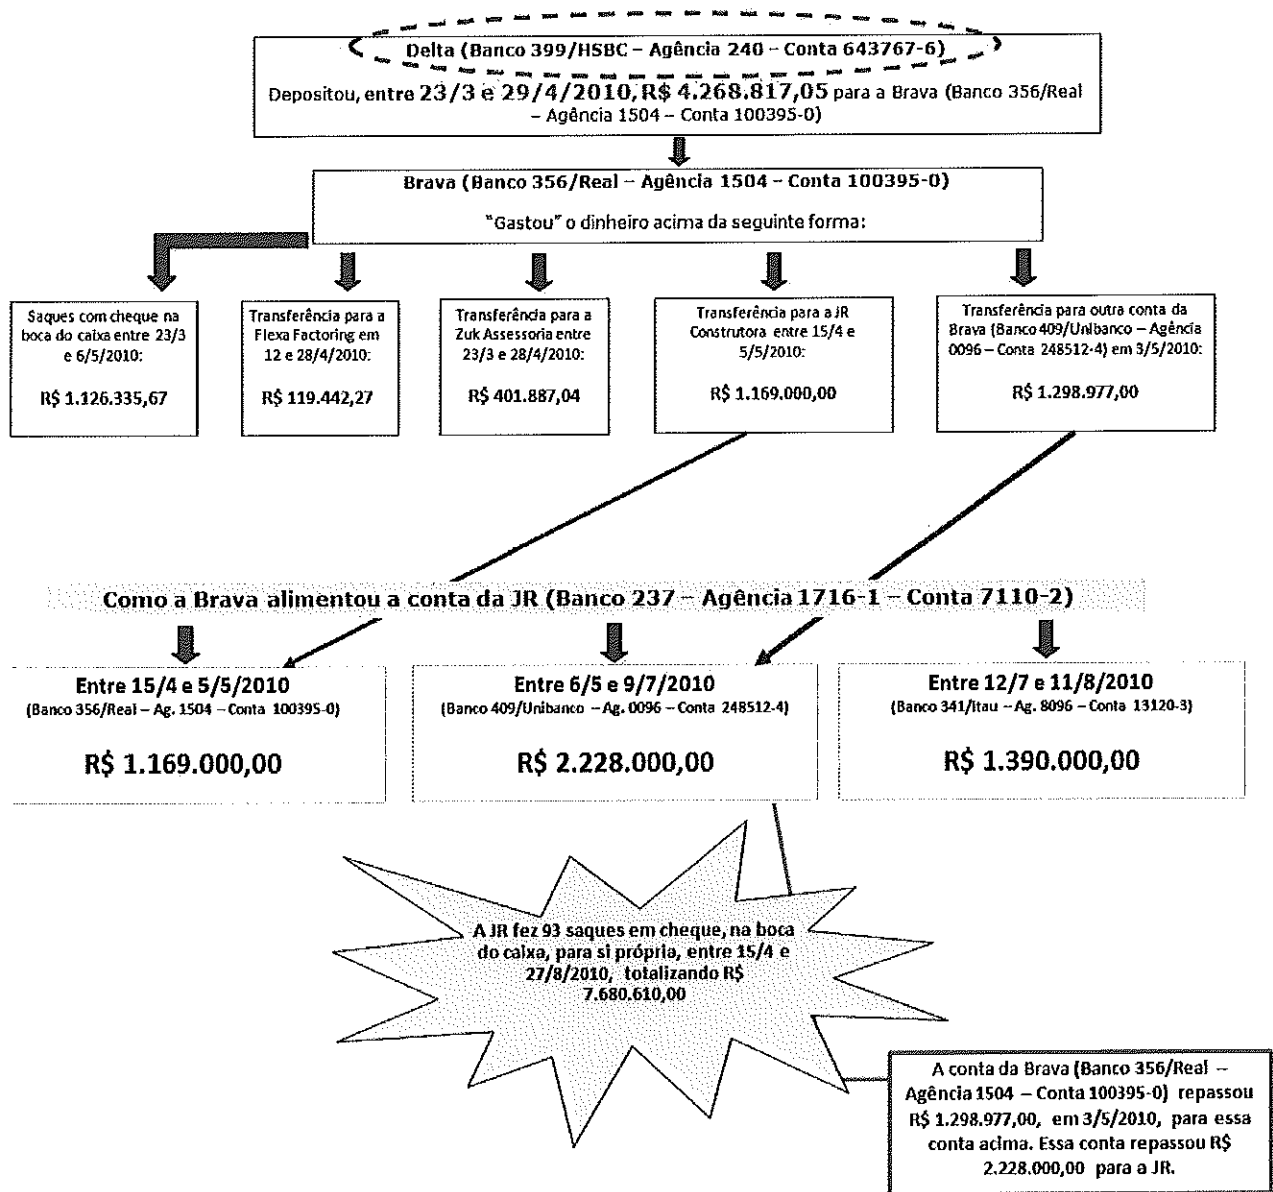 Delta (Banco 399/HSBC – Agência 240 – Conta 643767-6)
Depositou, entre 23/3 e 29/4/2010, R$ 4.268.817,05 para a Brava (Banco 356/Real
– Agência 1504 – Conta 100395-0)
Brava (Banco 356/Real – Agência 1504 – Conta 100395-0)
"Gastou" o dinheiro acima da seguinte forma:
Saques com cheque na
boca do caixa entre 23/3
e 6/5/2010:
R$ 1.126.335,67
Transferência para a
Flexa Factoring em
12 e 28/4/2010:
R$ 119.442,27
Transferência para a
Zuk Assessoria entre
23/3 e 28/4/2010:
R$ 401.887,04
Transferência para a JR
Construtora entre 15/4 e
5/5/2010:
R$ 1.169.000,00
Transferência para outra conta da
Brava (Banco 409/Unibanco – Agência
0096 – Conta 248512-4) em 3/5/2010:
R$ 1.298.977,00
Como a Brava alimentou a conta da JR (Banco 237 – Agência 1716-1 – Conta 7110-2)
Entre 15/4 e 5/5/2010
(Banco 356/Real – Ag. 1504 – Conta 100395-0)
R$ 1.169.000,00
Entre 6/5 e 9/7/2010
(Banco 409/Unibanco – Ag. 0096 – Conta 248512-4)
R$ 2.228.000,00
Entre 12/7 e 11/8/2010
(Banco 341/Itau – Ag. 8096 – Conta 13120-3)
R$ 1.390.000,00
A JR fez 93 saques em cheque, na boca
do caixa, para si própria, entre 15/4 e
27/8/2010, totalizando R$
7.680.610,00
A conta da Brava (Banco 356/Real –
Agência 1504 – Conta 100395-0) repassou
R$ 1.298.977,00, em 3/5/2010, para essa
conta acima. Essa conta repassou R$
2.228.000,00 para a JR.